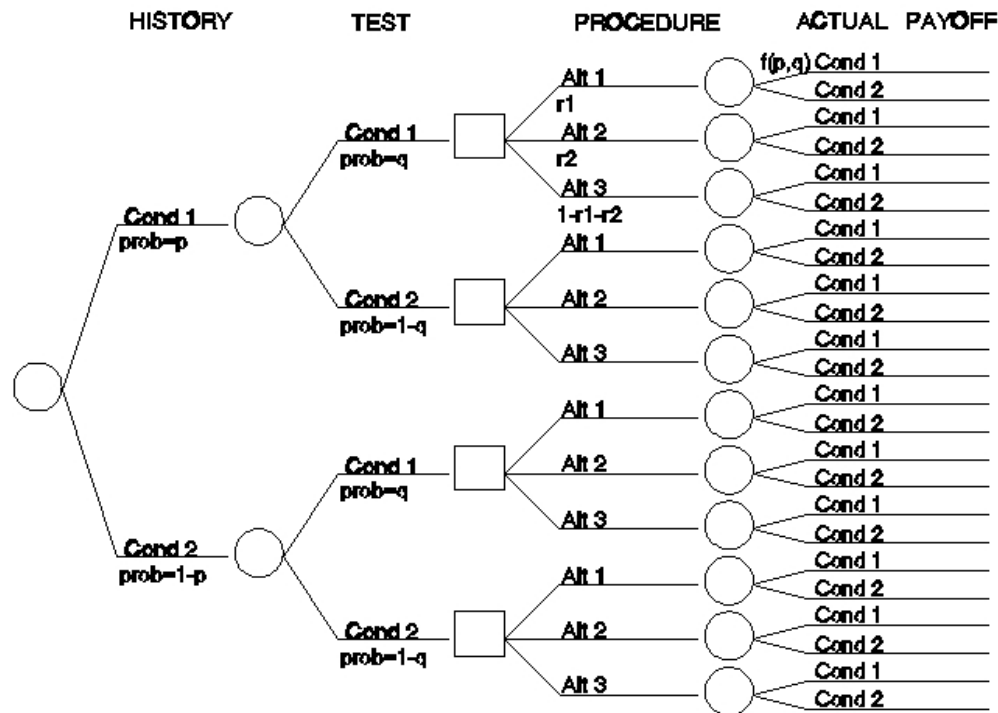 HISTORY TEST PROCEDURE ACTUAL PAYOFF
f(p,q) Cond 1
Alt 1
Cond 2
r1
Cond 1
Cond 1
Alt 2
prob=q
Cond 2
r2
Cond 1
Alt 3
Cond 2
Cond 1
1-r1-r2
prob=p
Cond 1
Alt 1
Cond 2
Cond 1
Cond 2
Alt 2
prob=1-q
Cond 2
Cond 1
Alt 3
Cond 2
Cond 1
Alt 1
Cond 2
Cond 1
Cond 1
Alt 2
prob=q
Cond 2
Cond 1
Alt 3
Cond 2
Cond 2
prob=1-p
Cond 1
Alt 1
Cond 2
Cond 1
Cond 2
Alt 2
prob=1-q
Cond 2
Cond 1
Alt 3
Cond 2